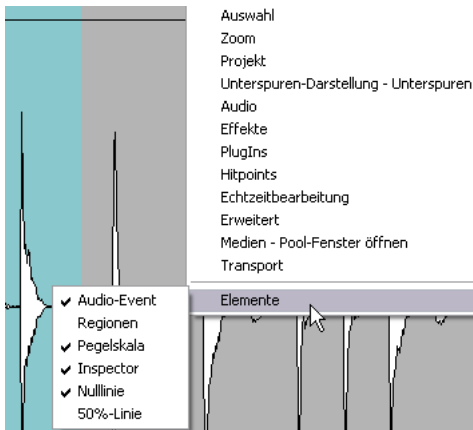 Auswahl
Zoom
Projekt
Unterspuren-Darstellung - Unterspuren
Audio
Effekte
PlugIns
Hitpoints
Echtzeitbearbeitung
Erweitert
Medien - Pool-Fenster öffnen
Transport
Elemente
Audio-Event
Regionen
Pegelskala
Inspector
Nulllinie
50%-Linie